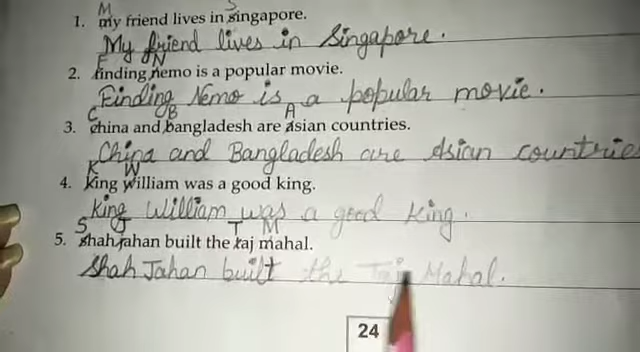 M S
1. my friend lives in singapore.
My friend lives in Singapore.
F N
2. finding nemo is a popular movie.
Finding Nemo is a popular movie.
C B A
3. china and bangladesh are asian countries.
China and Bangladesh are Asian countrie
K W
4. king william was a good king.
King William was a good king.
S J T M
5. shahjahan built the taj mahal.
Shah Jahan built the Taj Mahal.
24